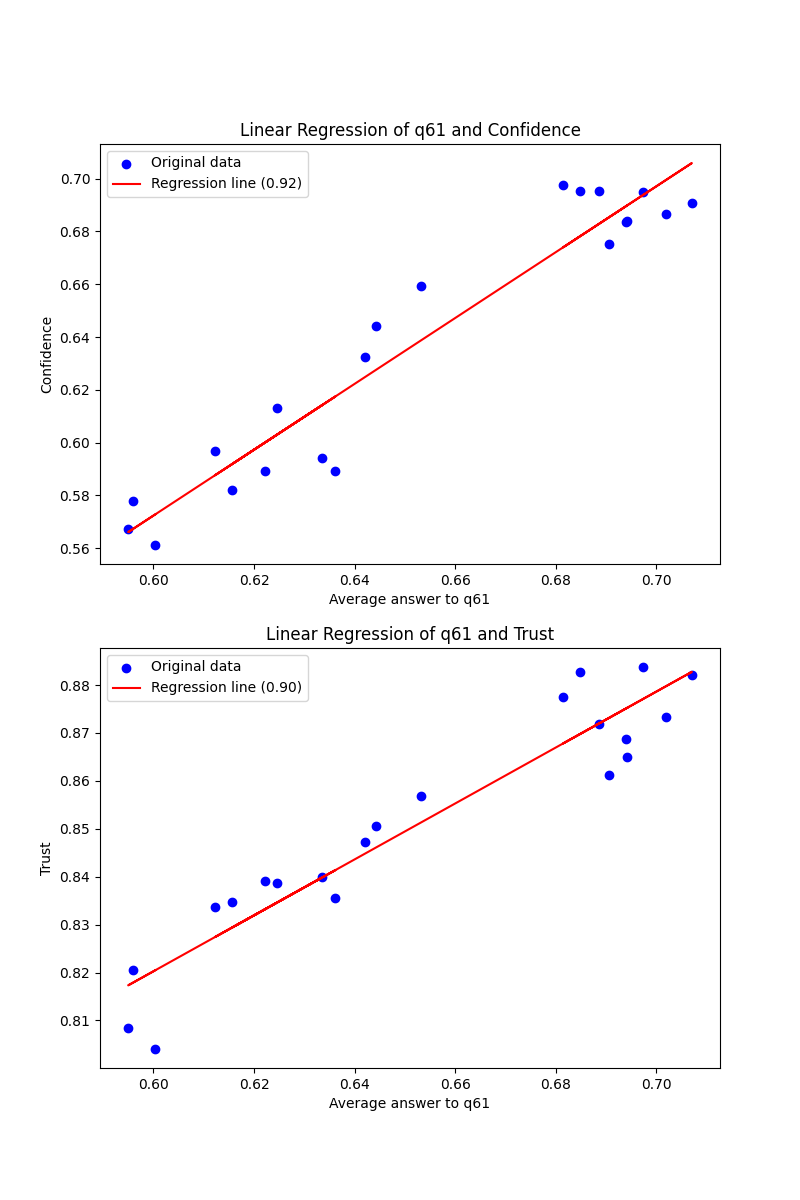 Linear Regression of q61 and Confidence
Original data
Regression line (0.92)
0.70
0.68
0.66
0.64
0.62
0.60
0.58
0.56
Confidence
0.60 0.62 0.64 0.66 0.68 0.70
Average answer to q61
Linear Regression of q61 and Trust
Original data
Regression line (0.90)
0.88
0.87
0.86
0.85
0.84
0.83
0.82
0.81
Trust
0.60 0.62 0.64 0.66 0.68 0.70
Average answer to q61